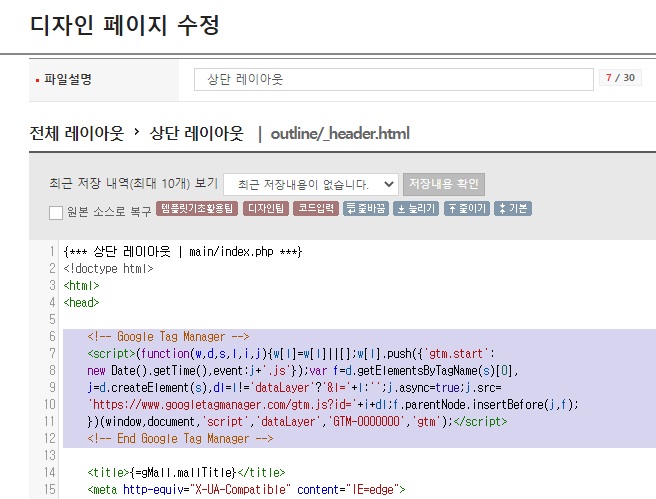 디자인 페이지 수정
파일설명 상단 레이아웃 7 / 30
전체 레이아웃 > 상단 레이아웃 | outline/_header.html
최근 저장 내역(최대 10개) 보기 최근 저장내용이 없습니다. 저장내용 확인
원본 소스로 복구 템플릿기초활용팁 디자인팁 코드입력 줄바꿈 늘리기 줄이기 기본
1 {*** 상단 레이아웃 | main/index.php ***}
2 <!doctype html>
3 <html>
4 <head>
5
6 <!-- Google Tag Manager -->
7 <script>(function(w,d,s,l,i,j){w[l]=w[l]||[];w[l].push({'gtm.start':
8 new Date().getTime(),event:j+'.js'});var f=d.getElementsByTagName(s)[0],
9 j=d.createElement(s),dl=l!='dataLayer'?'&l='+l:'';j.async=true;j.src=
10 'https://www.googletagmanager.com/gtm.js?id='+i+dl;f.parentNode.insertBefore(j,f);
11 })(window,document,'script','dataLayer','GTM-0000000','gtm');</script>
12 <!-- End Google Tag Manager -->
13
14 <title>{=gMall.mallTitle}</title>
15 <meta http-equiv="X-UA-Compatible" content="IE=edge">